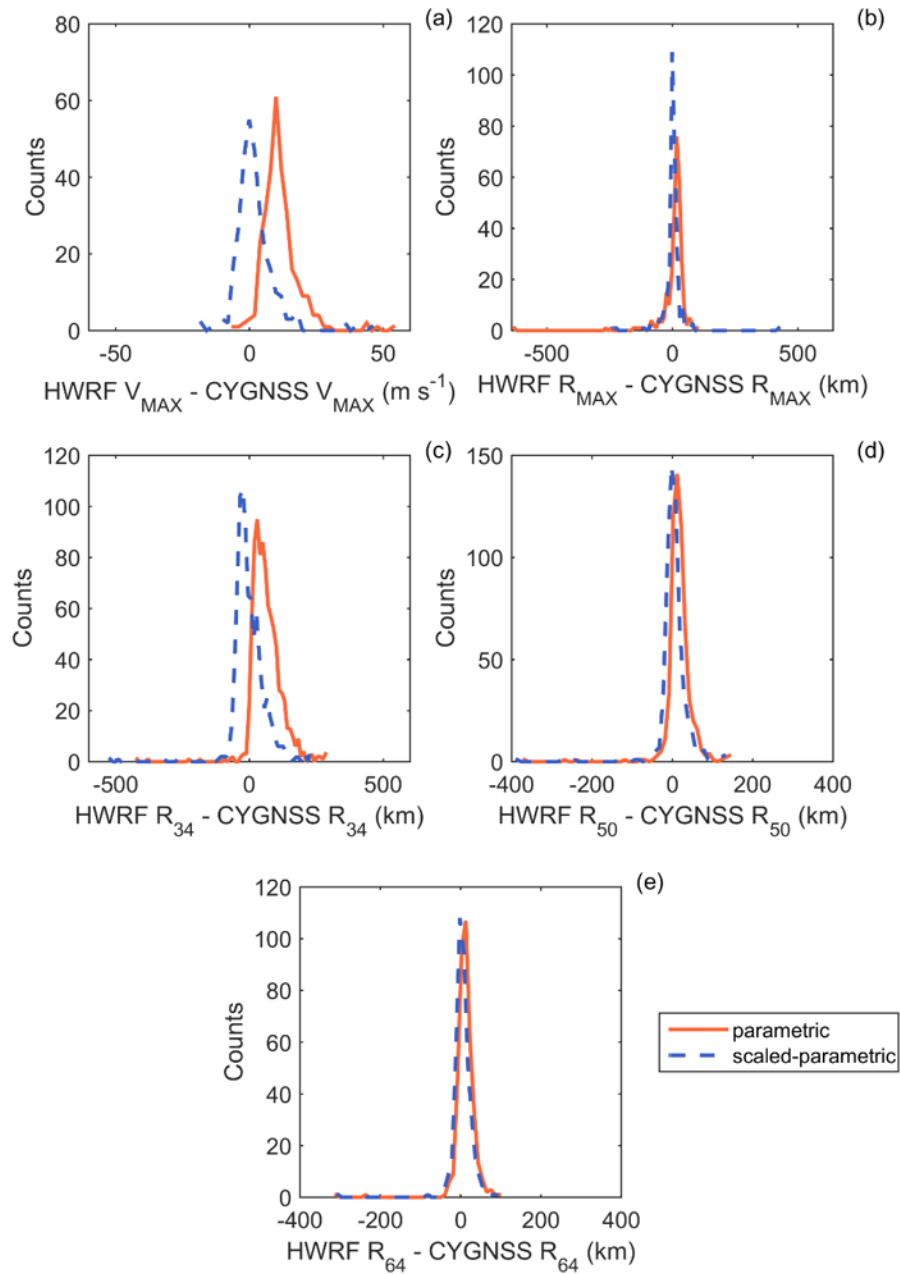 (a)
80
60
40
20
0
-50 0 50
Counts
HWRF V_MAX - CYGNSS V_MAX (m s⁻¹)
(b)
120
100
80
60
40
20
0
-500 0 500
Counts
HWRF R_MAX - CYGNSS R_MAX (km)
(c)
120
100
80
60
40
20
0
-500 0 500
Counts
HWRF R_34 - CYGNSS R_34 (km)
(d)
150
100
50
0
-400 -200 0 200 400
Counts
HWRF R_50 - CYGNSS R_50 (km)
(e)
120
100
80
60
40
20
0
-400 -200 0 200 400
Counts
HWRF R_64 - CYGNSS R_64 (km)
parametric
scaled-parametric